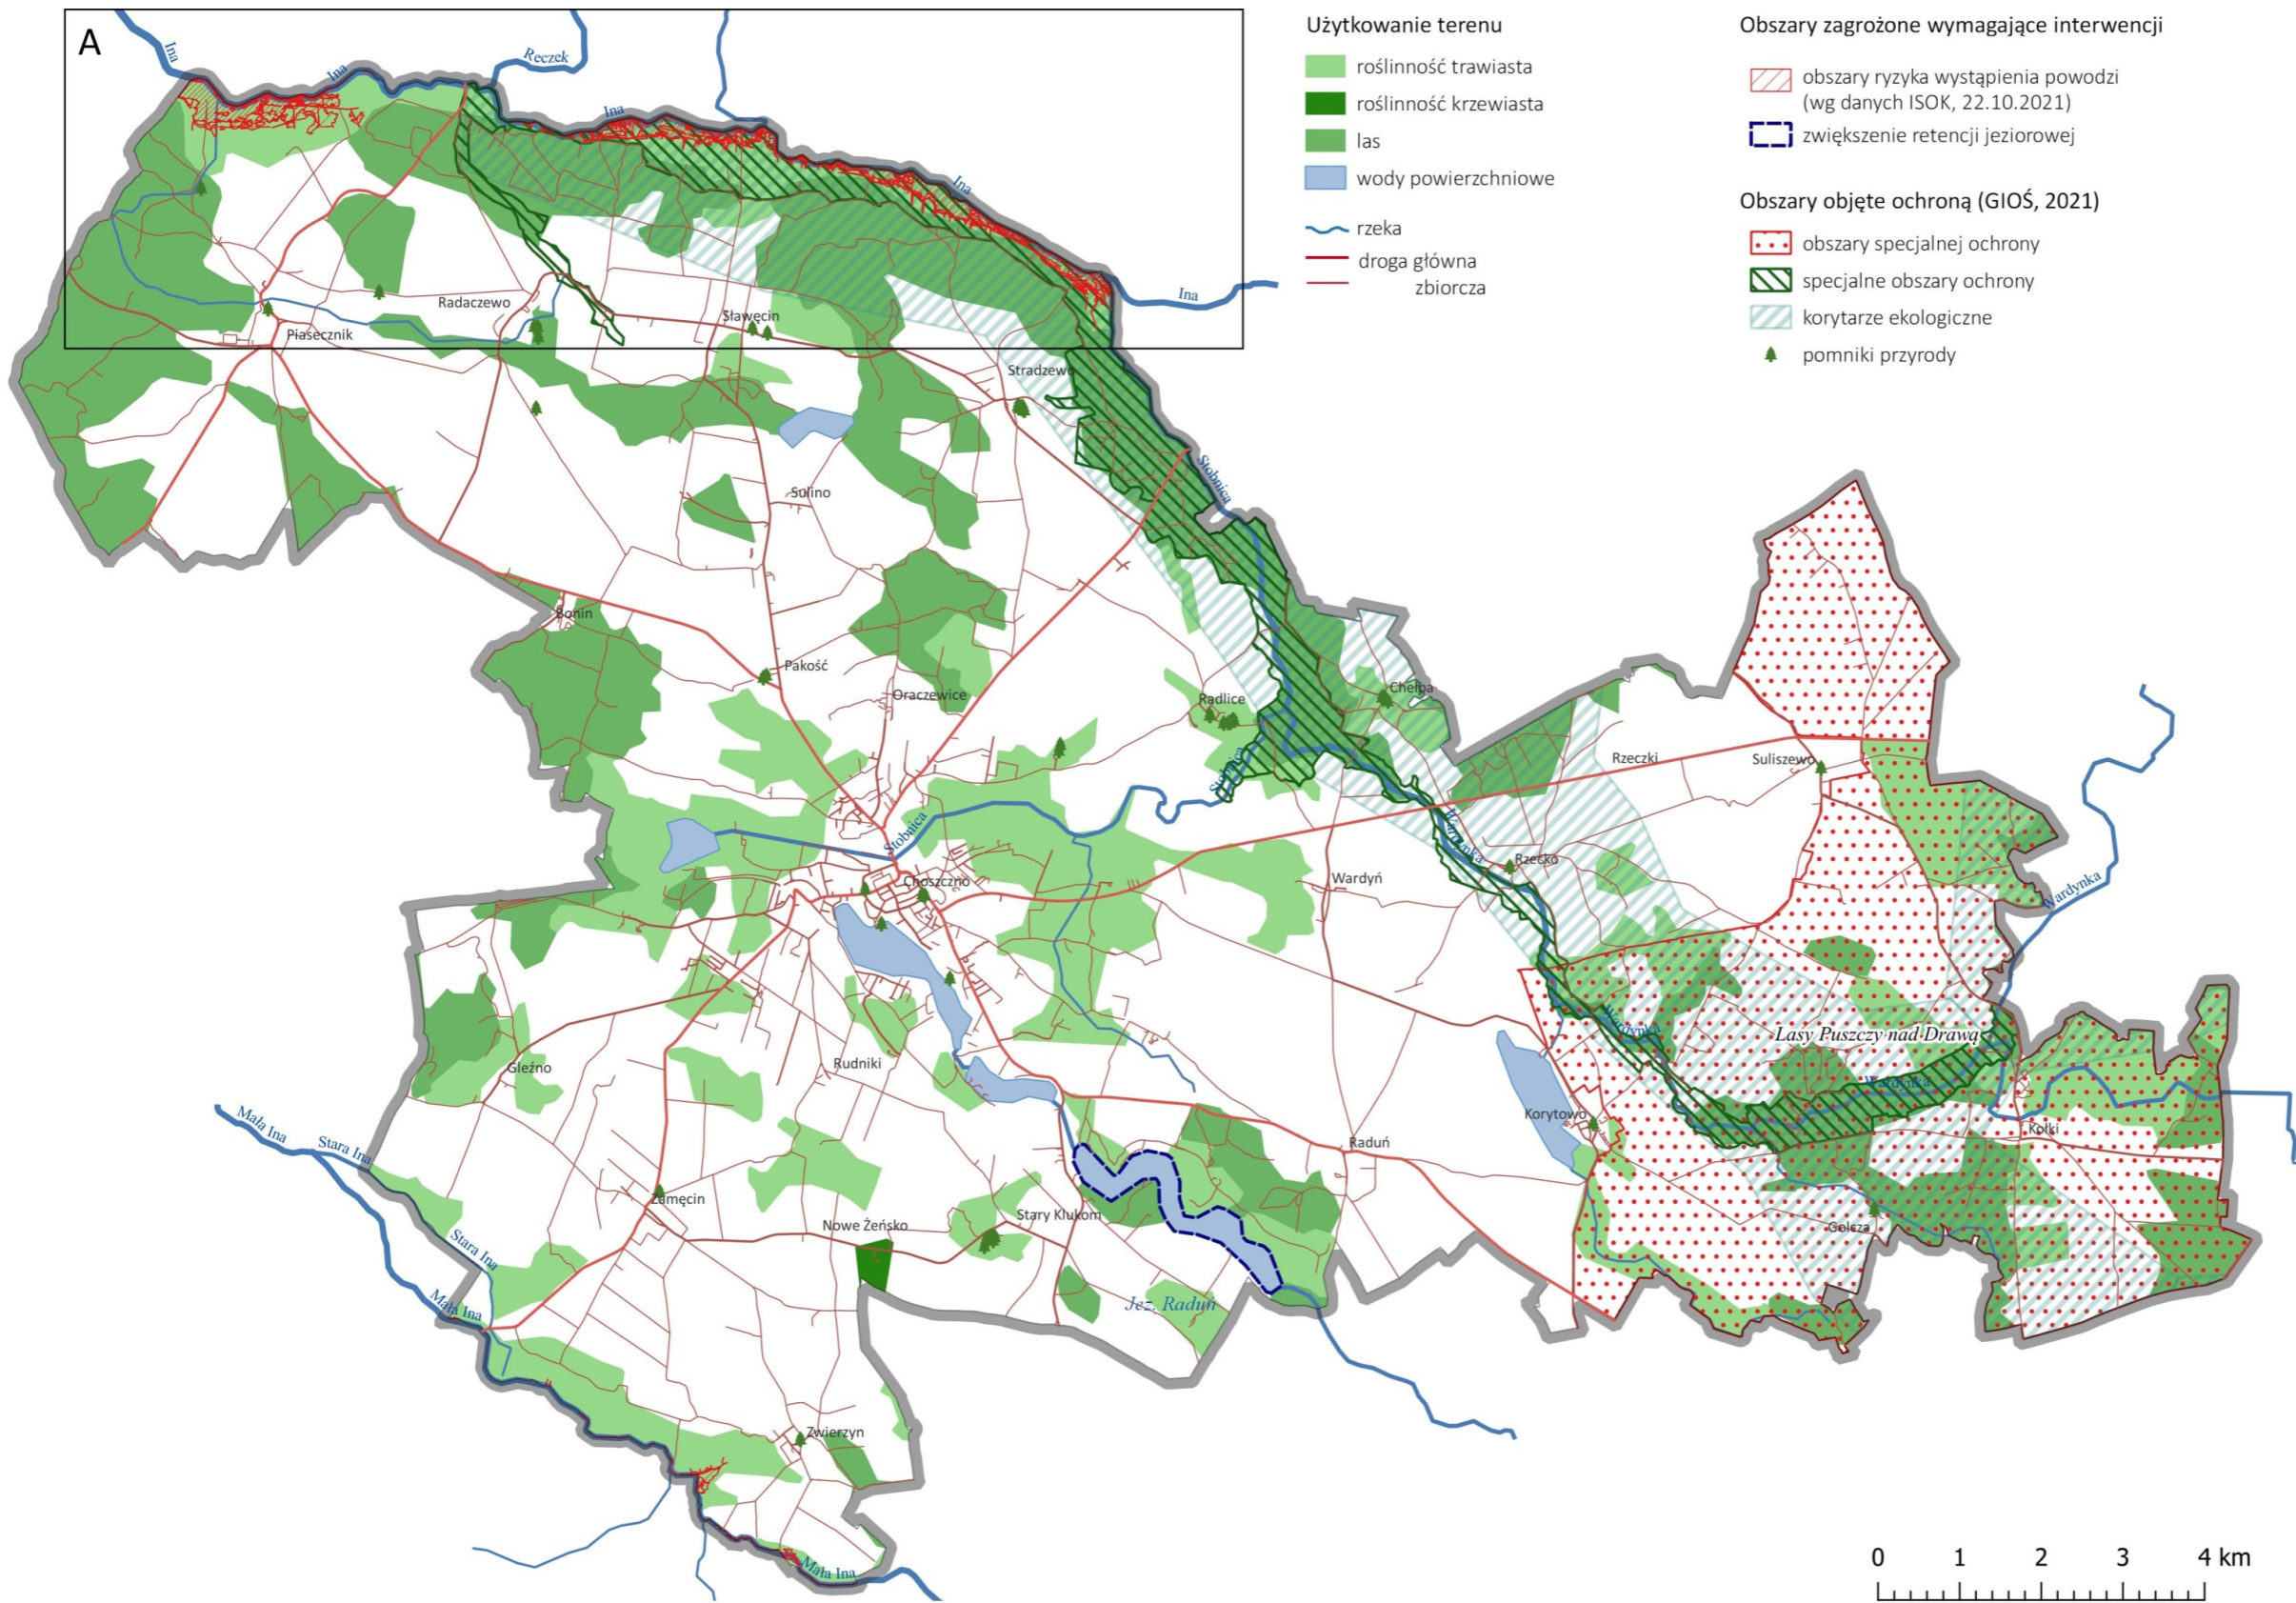 A
Ina
Ina
Reczek
Ina
Ina
Ina
Użytkowanie terenu
roślinność trawiasta
roślinność krzewiasta
las
wody powierzchniowe
rzeka
droga główna
zbiorcza
Obszary zagrożone wymagające interwencji
obszary ryzyka wystąpienia powodzi
(wg danych ISOK, 22.10.2021)
zwiększenie retencji jeziorowej
Obszary objęte ochroną (GIOŚ, 2021)
obszary specjalnej ochrony
specjalne obszary ochrony
korytarze ekologiczne
pomniki przyrody
Radaczewo
Piasecznik
Sławęcin
Stradzewo
Stobnica
Sulino
Bonin
Pakość
Oraczewice
Radlice
Chełpa
Stobnica
Rzeczki
Suliszewo
Stobnica
Wardynka
Rzecko
Choszczno
Wardyń
Wardynka
Wardynka
Lasy Puszczy nad Drawą
Wardynka
Gleźno
Rudniki
Korytowo
Kołki
Mała Ina
Stara Ina
Raduń
Zamęcin
Nowe Żeńsko
Stary Klukom
Golcza
Stara Ina
Mała Ina
Jez. Raduń
Zwierzyn
Mała Ina
0 1 2 3 4 km